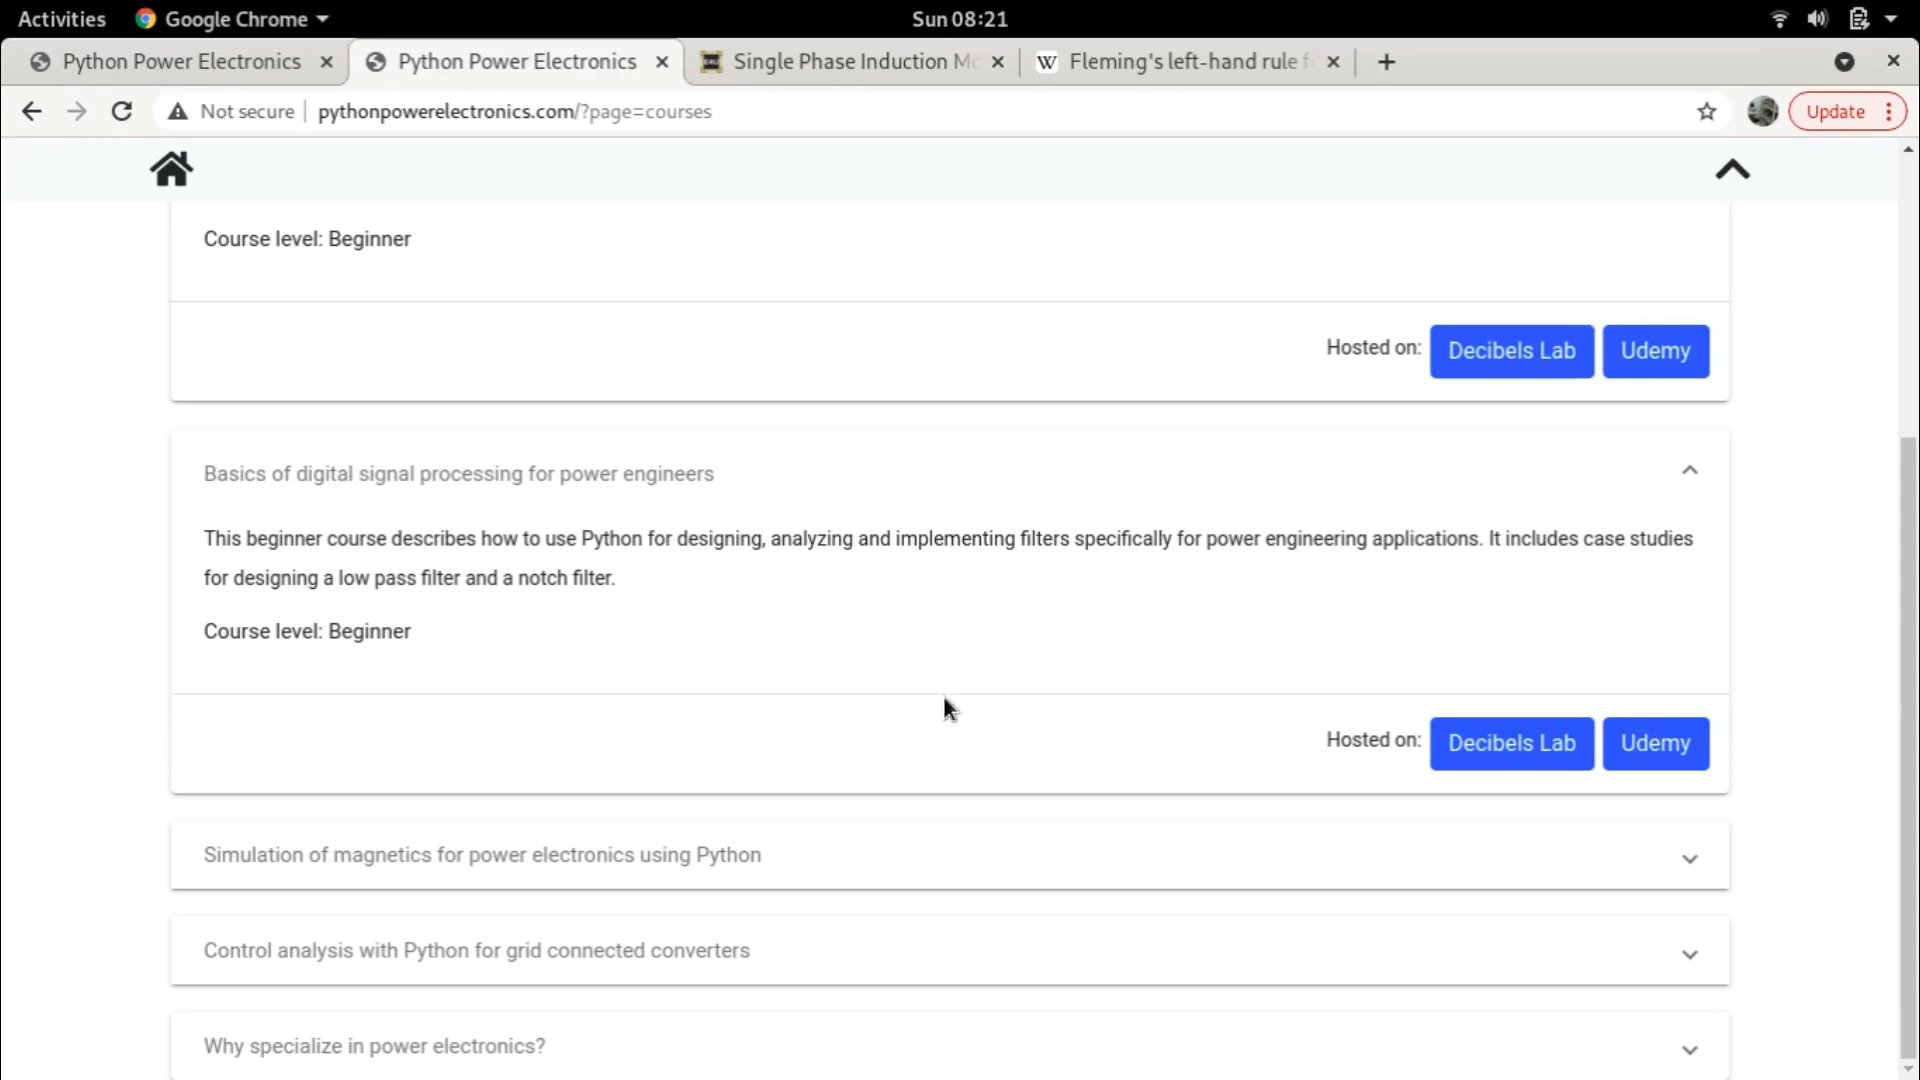 Activities
Google Chrome
Sun 08:21
Python Power Electronics
Python Power Electronics
Single Phase Induction Mo
Fleming's left-hand rule f
Not secure
pythonpowerelectronics.com/?page=courses
Update
Course level: Beginner
Hosted on: Decibels Lab Udemy
Basics of digital signal processing for power engineers
This beginner course describes how to use Python for designing, analyzing and implementing filters specifically for power engineering applications. It includes case studies
for designing a low pass filter and a notch filter.
Course level: Beginner
Hosted on: Decibels Lab Udemy
Simulation of magnetics for power electronics using Python
Control analysis with Python for grid connected converters
Why specialize in power electronics?